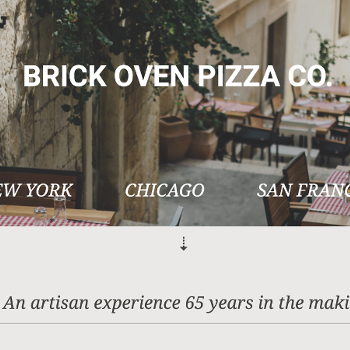 BRICK OVEN PIZZA CO.
EW YORK CHICAGO SAN FRANC
An artisan experience 65 years in the maki